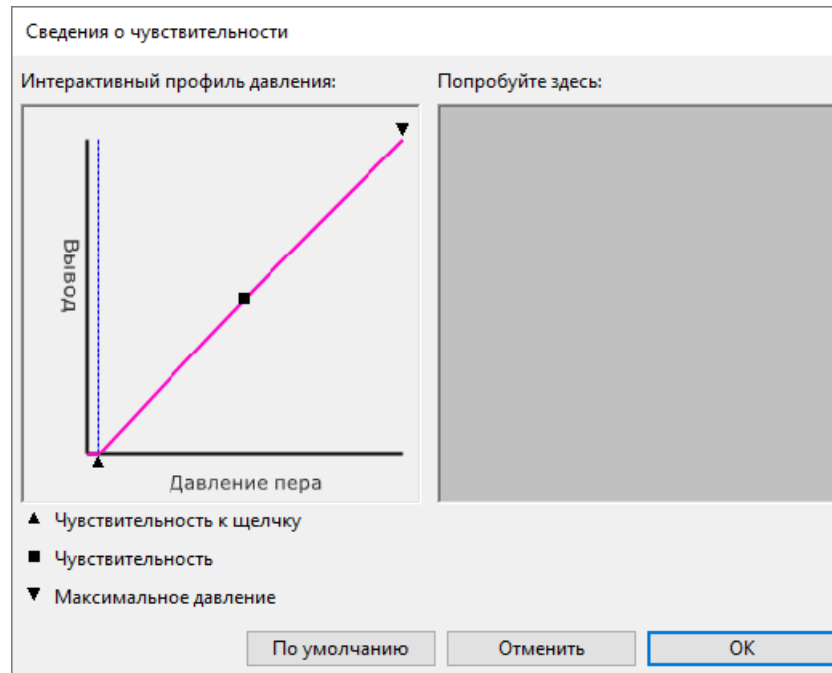 Сведения о чувствительности
Интерактивный профиль давления:
Попробуйте здесь:
Вывод
Давление пера
Чувствительность к щелчку
Чувствительность
Максимальное давление
По умолчанию
Отменить
OK